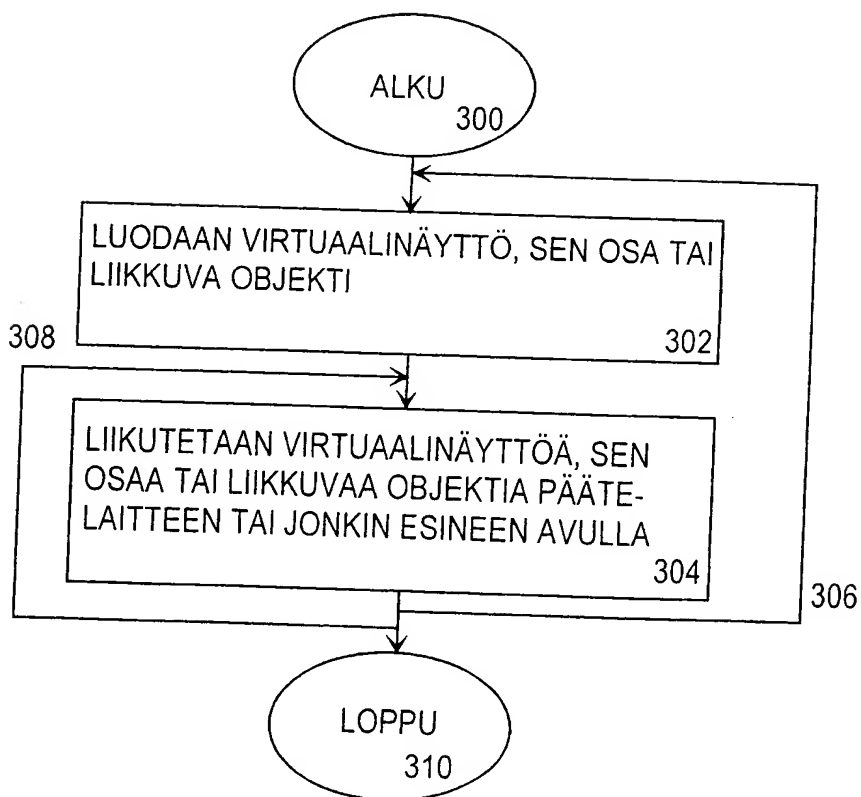 ALKU
300
LUODAAN VIRTUAALINÄYTTÖ, SEN OSA TAI
LIIKKUVA OBJEKTI
302
308
LIIKUTETAAN VIRTUAALINÄYTTÖÄ, SEN
OSAA TAI LIIKKUVAA OBJEKTIA PÄÄTE-
LAITTEEN TAI JONKIN ESINEEN AVULLA
304
306
LOPPU
310